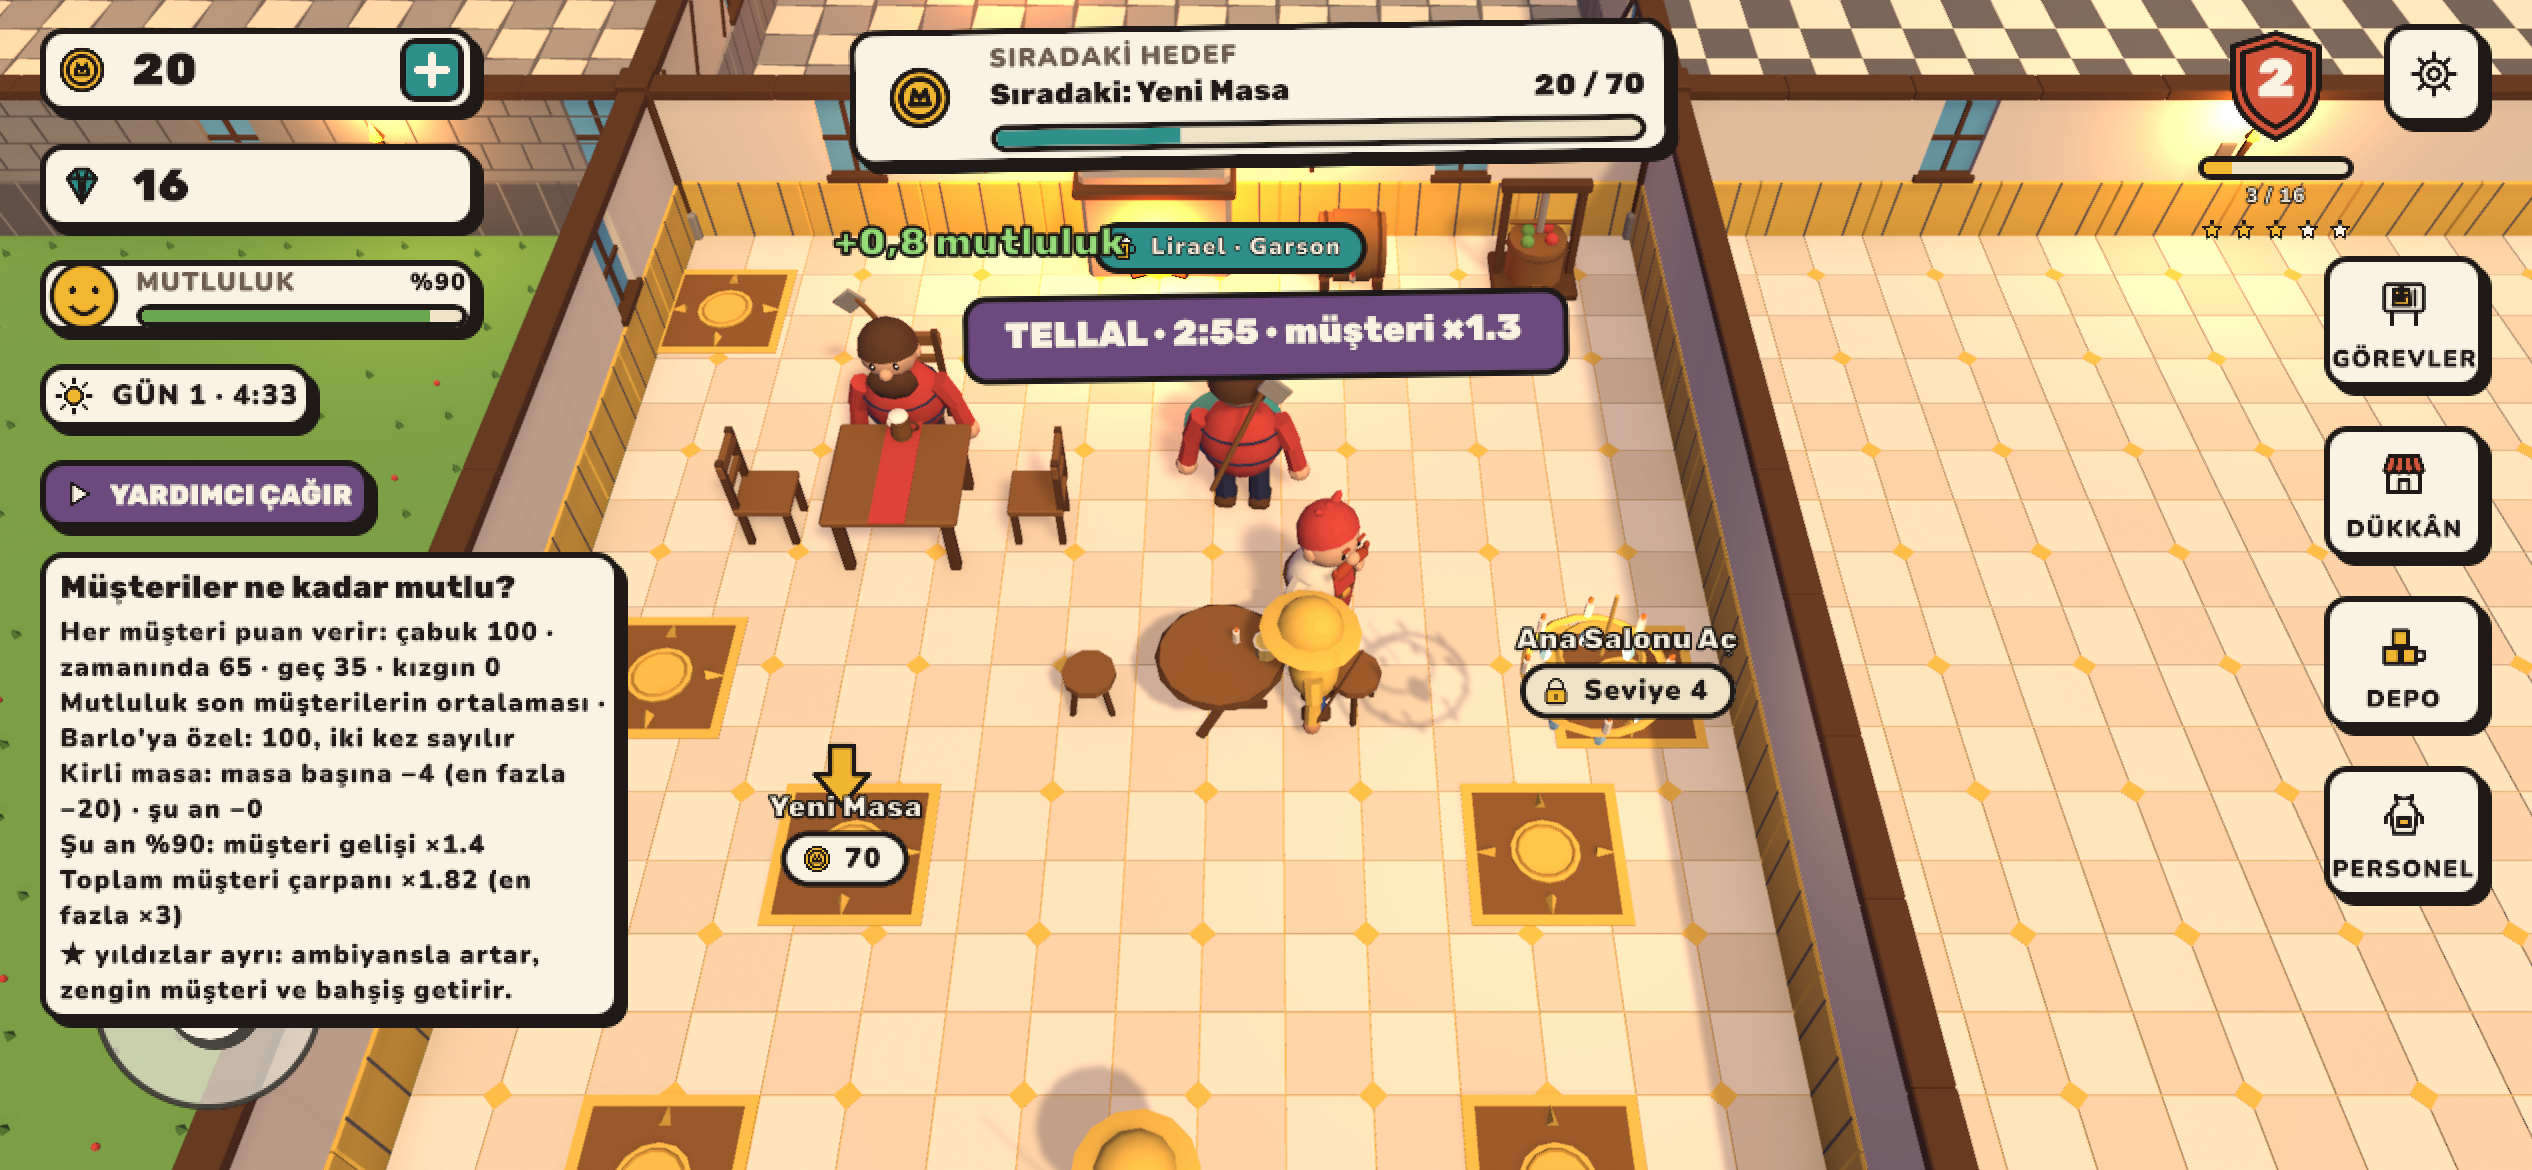 20
16
MUTLULUK
%90
GÜN 1 · 4:33
YARDIMCI ÇAĞIR
Müşteriler ne kadar mutlu?
Her müşteri puan verir: çabuk 100 ·
zamanında 65 · geç 35 · kızgın 0
Mutluluk son müşterilerin ortalaması ·
Barlo'ya özel: 100, iki kez sayılır
Kirli masa: masa başına −4 (en fazla
−20) · şu an −0
Şu an %90: müşteri gelişi ×1.4
Toplam müşteri çarpanı ×1.82 (en
fazla ×3)
★ yıldızlar ayrı: ambiyansla artar,
zengin müşteri ve bahşiş getirir.
SIRADAKİ HEDEF
Sıradaki: Yeni Masa
20 / 70
+0,8 mutluluk
Lirael · Garson
TELLAL · 2:55 · müşteri ×1.3
Ana Salonu Aç
Seviye 4
Yeni Masa
70
2
3 / 16
GÖREVLER
DÜKKÂN
DEPO
PERSONEL